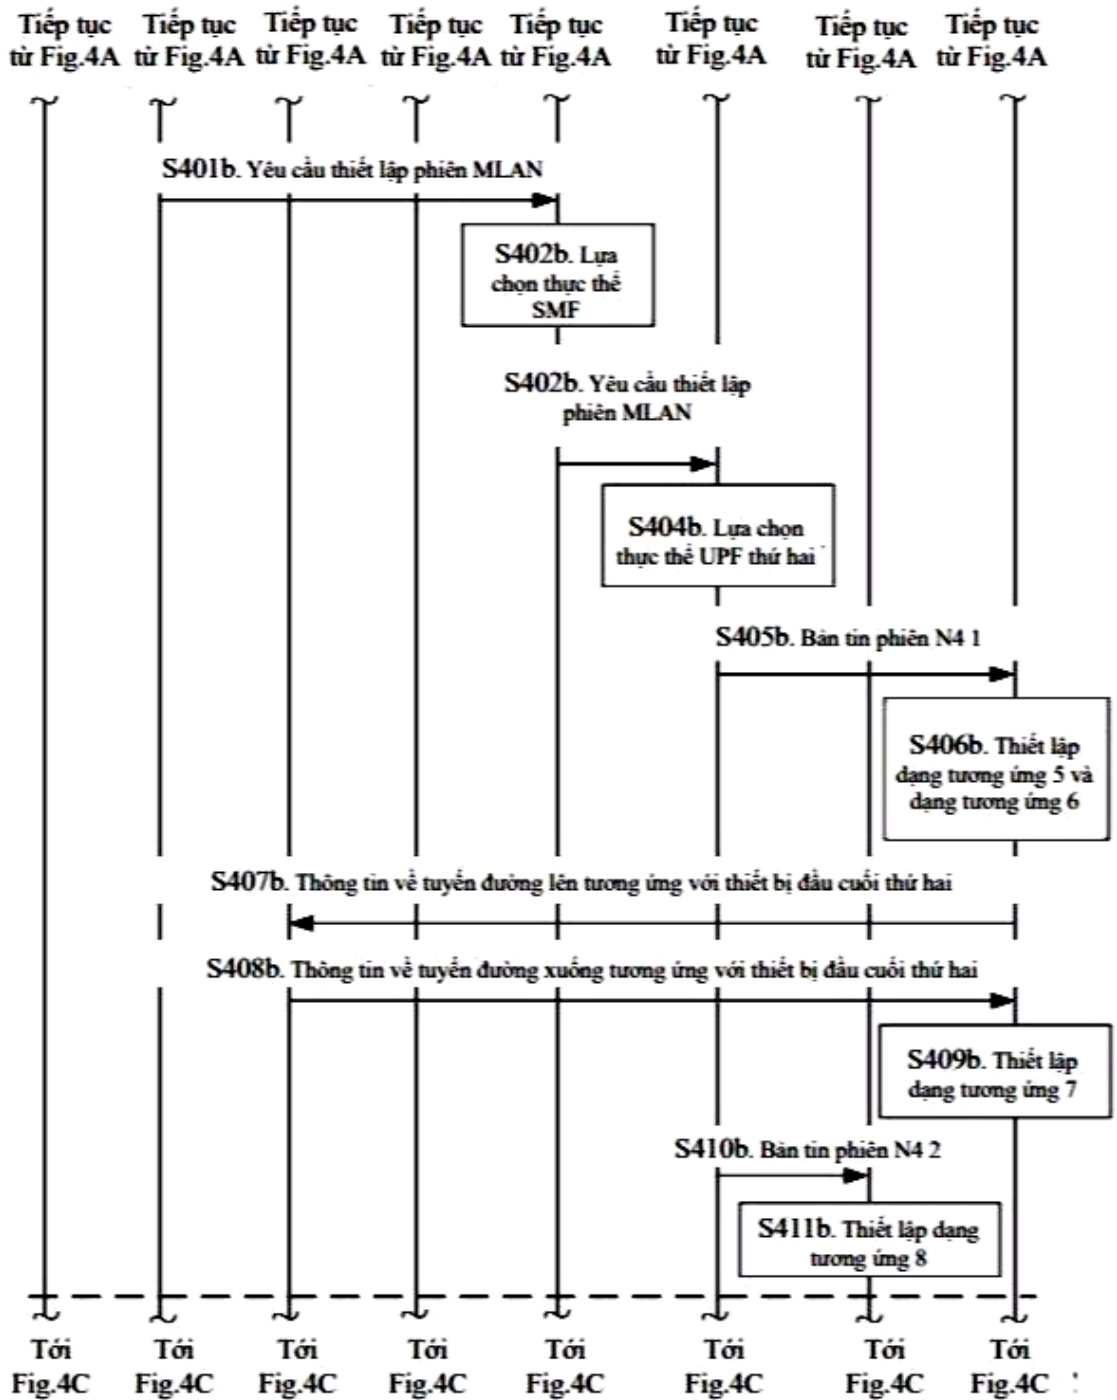 Tiếp tục Tiếp tục Tiếp tục Tiếp tục Tiếp tục Tiếp tục Tiếp tục Tiếp tục
từ Fig.4A từ Fig.4A từ Fig.4A từ Fig.4A từ Fig.4A từ Fig.4A từ Fig.4A từ Fig.4A
S401b. Yêu cầu thiết lập phiên MLAN
S402b. Lựa
chọn thực thể
SMF
S402b. Yêu cầu thiết lập
phiên MLAN
S404b. Lựa chọn
thực thể UPF thứ hai
S405b. Bản tin phiên N4 1
S406b. Thiết lập
dạng tương ứng 5 và
dạng tương ứng 6
S407b. Thông tin về tuyến đường lên tương ứng với thiết bị đầu cuối thứ hai
S408b. Thông tin về tuyến đường xuống tương ứng với thiết bị đầu cuối thứ hai
S409b. Thiết lập
dạng tương ứng 7
S410b. Bản tin phiên N4 2
S411b. Thiết lập dạng
tương ứng 8
Tới Tới Tới Tới Tới Tới Tới Tới
Fig.4C Fig.4C Fig.4C Fig.4C Fig.4C Fig.4C Fig.4C Fig.4C